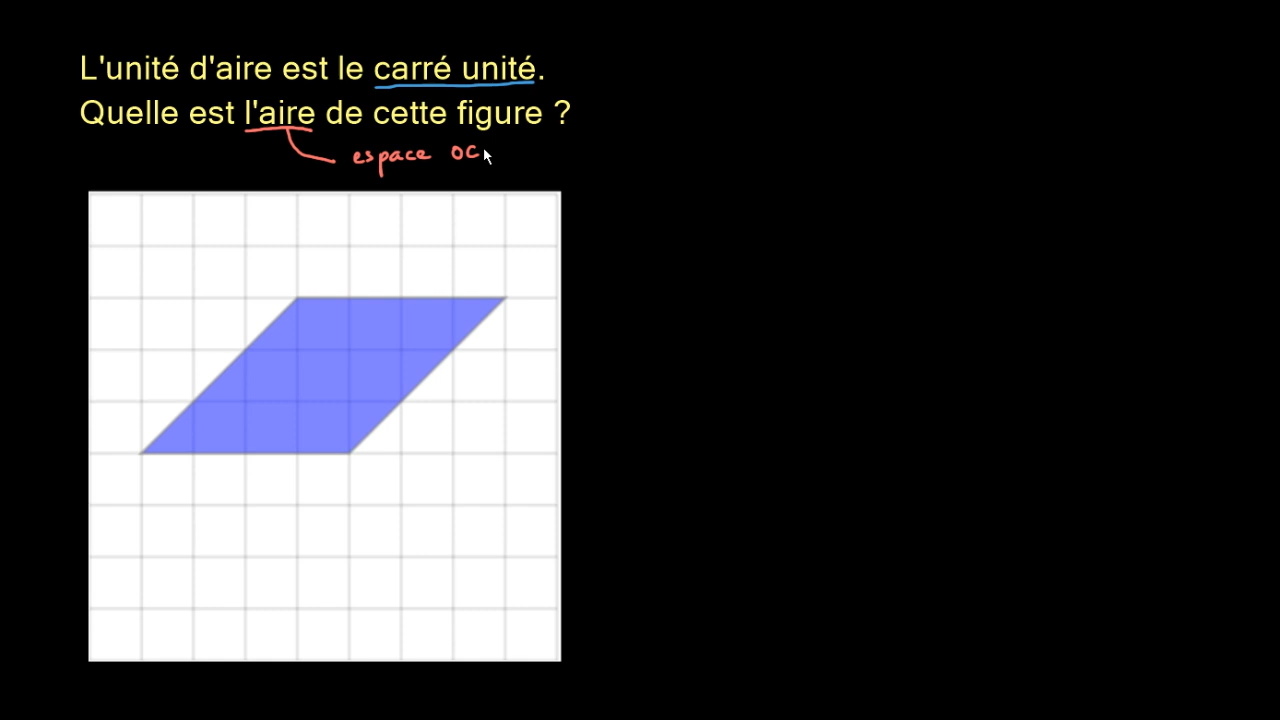 L'unité d'aire est le carré unité.
Quelle est l'aire de cette figure ?
espace oc